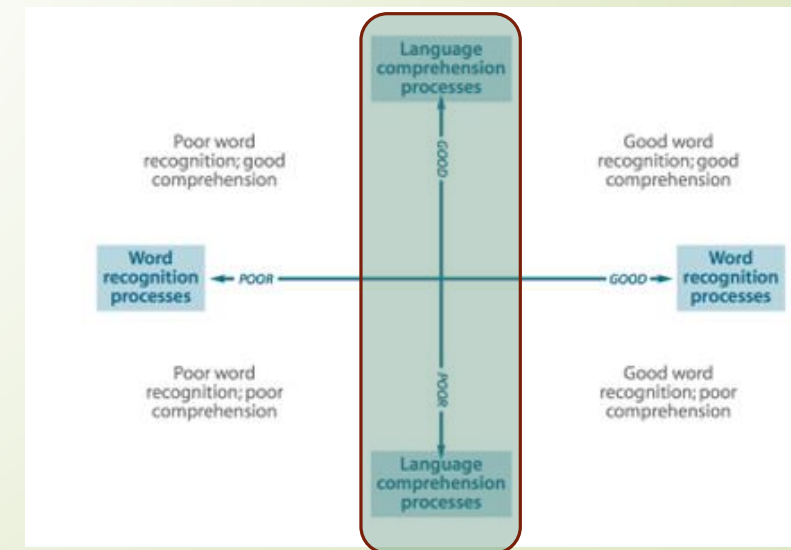 Language
comprehension
processes
GOOD
Poor word
recognition; good
comprehension
Good word
recognition; good
comprehension
Word
recognition
processes
POOR
GOOD
Word
recognition
processes
Poor word
recognition; poor
comprehension
POOR
Good word
recognition; poor
comprehension
Language
comprehension
processes